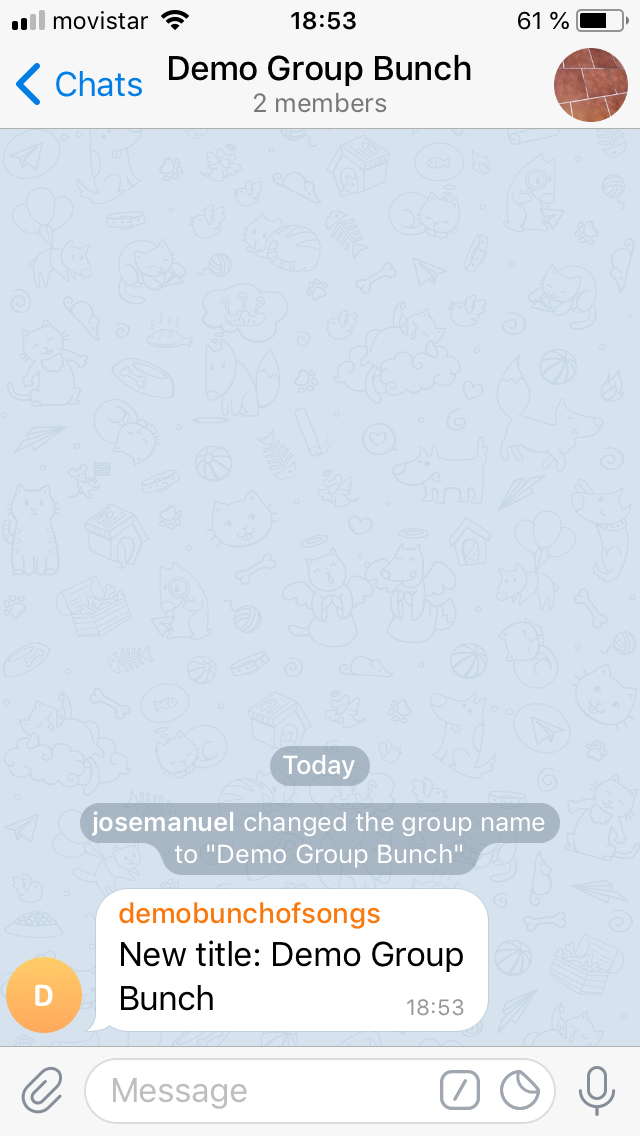 movistar 18:53 61 %
Chats Demo Group Bunch
2 members
Today
josemanuel changed the group name
to "Demo Group Bunch"
demobunchofsongs
New title: Demo Group
Bunch
18:53
D
Message